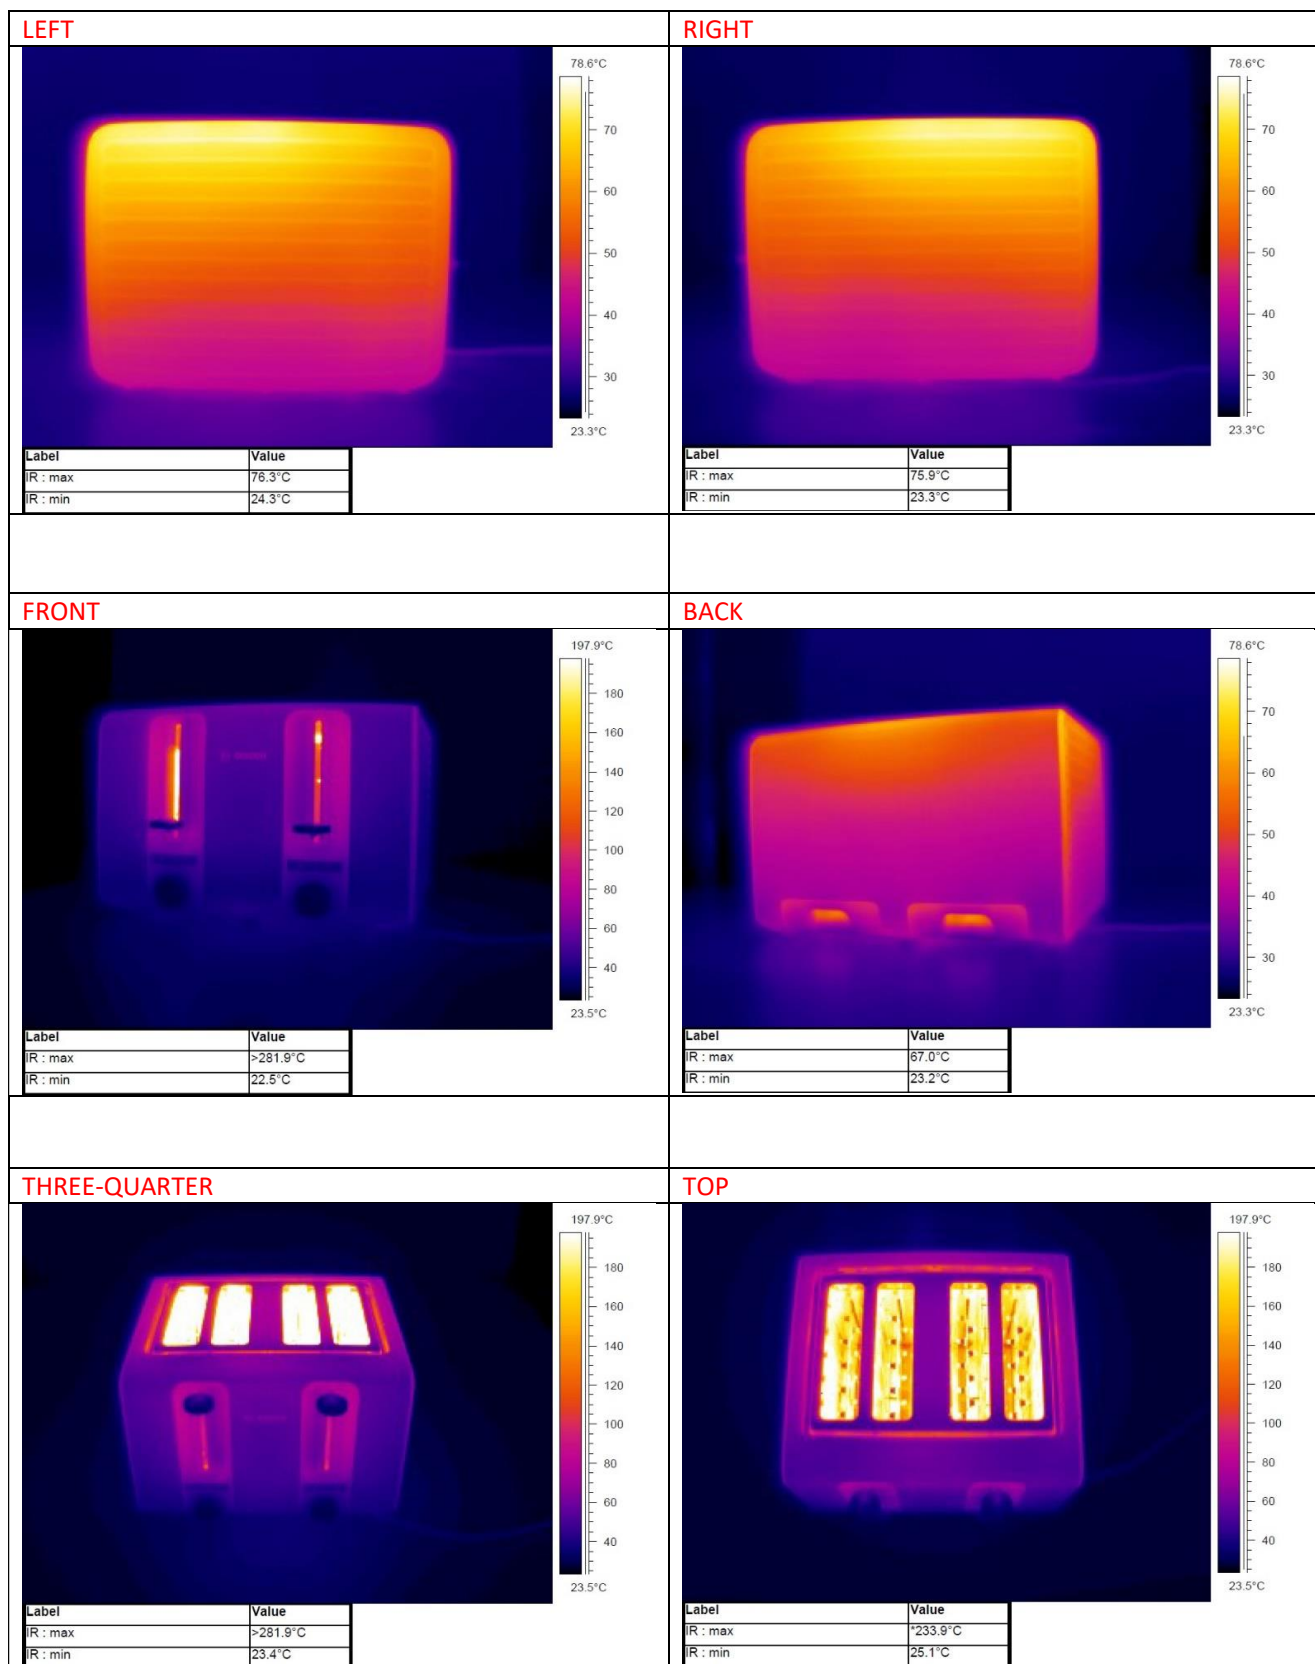 LEFT
RIGHT
78.6°C
70
60
50
40
30
23.3°C
78.6°C
70
60
50
40
30
23.3°C
Label Value
IR : max 76.3°C
IR : min 24.3°C
Label Value
IR : max 75.9°C
IR : min 23.3°C
FRONT
BACK
197.9°C
180
160
140
120
100
80
60
40
23.5°C
78.6°C
70
60
50
40
30
23.3°C
Label Value
IR : max >281.9°C
IR : min 22.5°C
Label Value
IR : max 67.0°C
IR : min 23.2°C
THREE-QUARTER
TOP
197.9°C
180
160
140
120
100
80
60
40
23.5°C
197.9°C
180
160
140
120
100
80
60
40
23.5°C
Label Value
IR : max >281.9°C
IR : min 23.4°C
Label Value
IR : max *233.9°C
IR : min 25.1°C